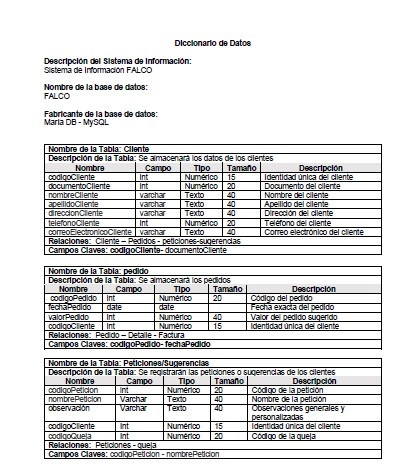 Diccionario de Datos
Descripción del Sistema de Información:
Sistema de Información FALCO
Nombre de la base de datos:
FALCO
Fabricante de la base de datos:
Maria DB - MySQL
Nombre de la Tabla: Cliente
Descripción de la Tabla: Se almacenará los datos de los clientes
Nombre Campo Tipo Tamaño Descripción
codigoCliente Int Numérico 15 Identidad única del cliente
documentoCliente Int Numérico 20 Documento del cliente
nombreCliente varchar Texto 40 Nombre del cliente
apellidoCliente varchar Texto 40 Apellido del cliente
direccionCliente varchar Texto 40 Dirección del cliente
telefonoCliente Int Numérico 20 Teléfono del cliente
correoElectronicoCliente varchar Texto 40 Correo electrónico del cliente
Relaciones: Cliente – Pedidos - peticiones-sugerencias
Campos Claves: codigoCliente- documentoCliente
Nombre de la Tabla: pedido
Descripción de la Tabla: Se almacenará los pedidos
Nombre Campo Tipo Tamaño Descripción
codigoPedido Int Numérico 20 Código del pedido
fechaPedido date date Fecha exacta del pedido
valorPedido Int Numérico 40 Valor del pedido sugerido
codigoCliente Int Numérico 15 Identidad única del cliente
Relaciones: Pedido – Detalle - Factura
Campos Claves: codigoPedido- fechaPedido
Nombre de la Tabla: Peticiones/Sugerencias
Descripción de la Tabla: Se registrarán las peticiones o sugerencias de los clientes
Nombre Campo Tipo Tamaño Descripción
codigoPeticion Int Numérico 20 Código de la petición
nombrePeticion Varchar Texto 40 Nombre de la petición
observación Varchar Texto 40 Observaciones generales y
personalizadas
codigoCliente Int Numérico 15 Identidad única del cliente
codigoQueja Int Numérico 20 Código de la queja
Relaciones: Peticiones - queja
Campos Claves: codigoPeticion - nombrePeticion